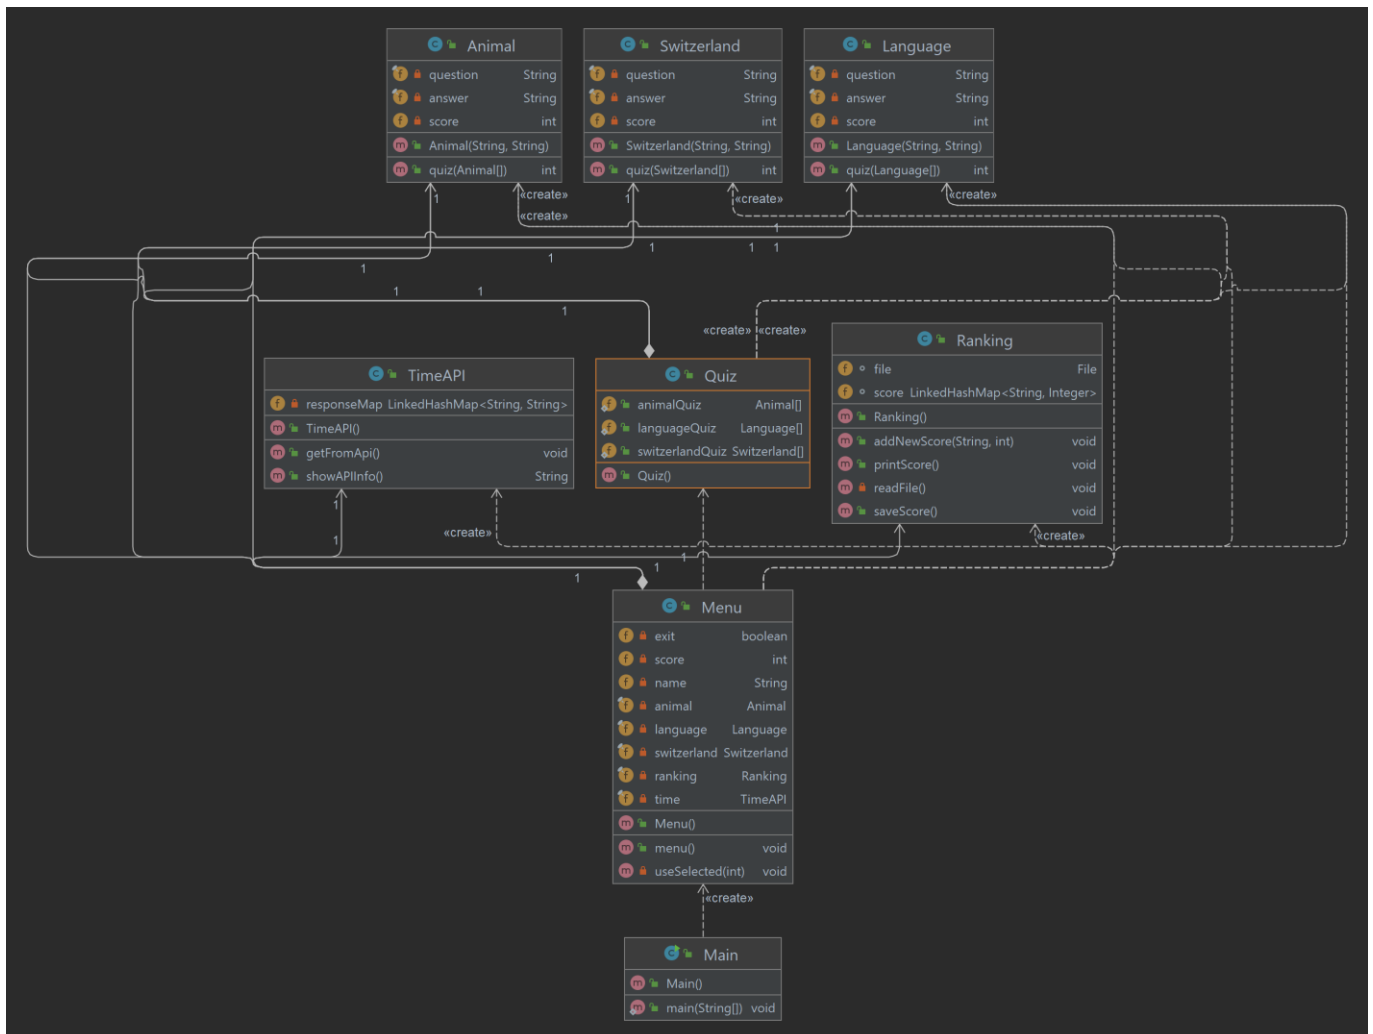 Animal
question String
answer String
score int
Animal(String, String)
quiz(Animal[]) int
Switzerland
question String
answer String
score int
Switzerland(String, String)
quiz(Switzerland[]) int
Language
question String
answer String
score int
Language(String, String)
quiz(Language[]) int
1
«create»
«create»
1
«create»
«create»
1
1
1
1
1
1
1
1
1
«create»
«create»
TimeAPI
responseMap LinkedHashMap<String, String>
TimeAPI()
getFromApi() void
showAPIInfo() String
Quiz
animalQuiz Animal[]
languageQuiz Language[]
switzerlandQuiz Switzerland[]
Quiz()
Ranking
file File
score LinkedHashMap<String, Integer>
Ranking()
addNewScore(String, int) void
printScore() void
readFile() void
saveScore() void
1
1
«create»
«create»
1
1
1
Menu
exit boolean
score int
name String
animal Animal
language Language
switzerland Switzerland
ranking Ranking
time TimeAPI
Menu()
menu() void
useSelected(int) void
«create»
Main
Main()
main(String[]) void